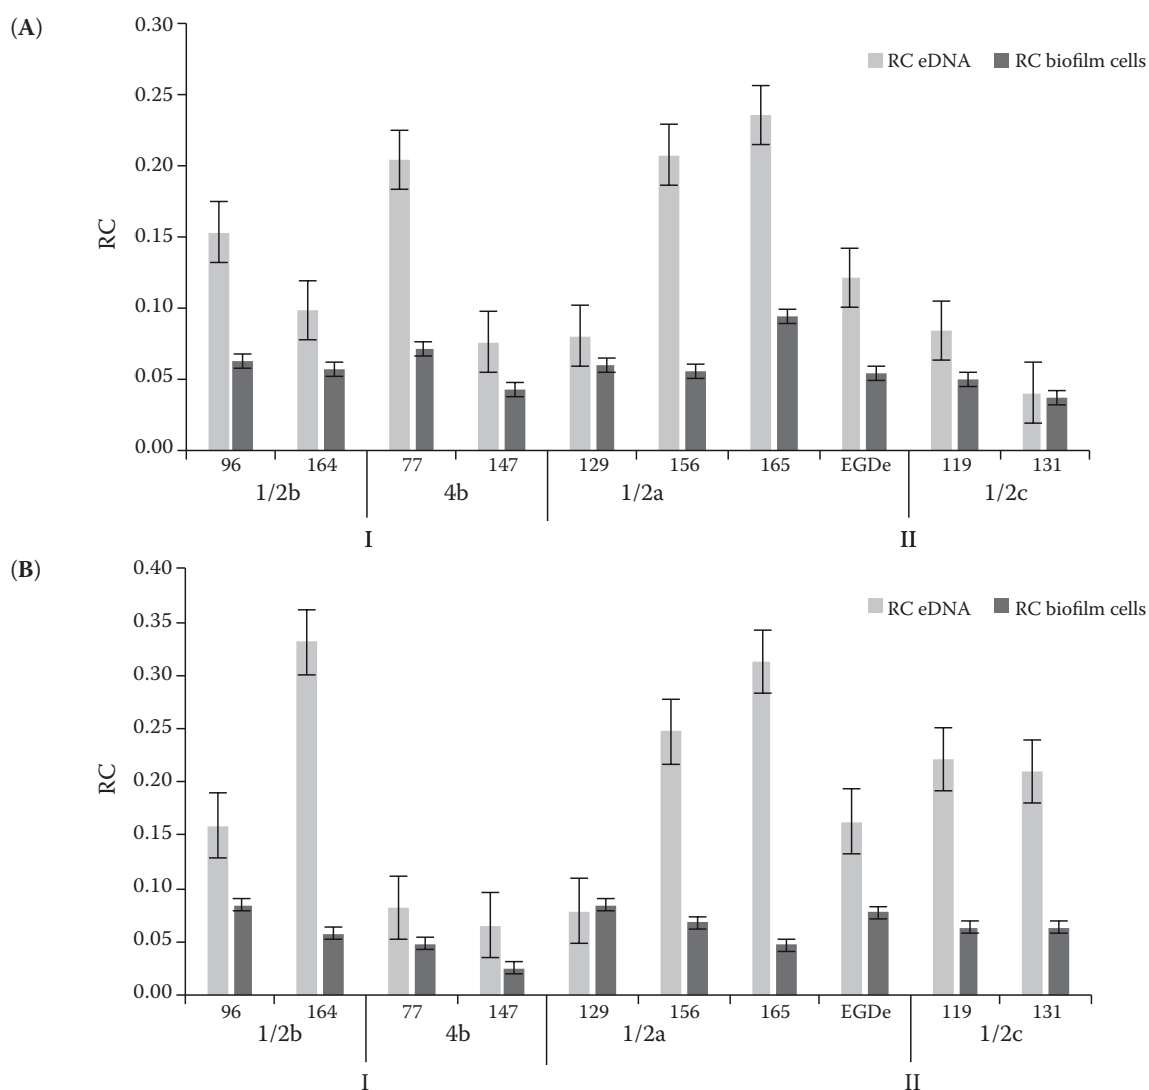 (A)
0.30
RC eDNA RC biofilm cells
0.25
0.20
0.15
RC
0.10
0.05
0.00
96 164 77 147 129 156 165 EGDe 119 131
1/2b 4b 1/2a 1/2c
I II
(B)
0.40
RC eDNA RC biofilm cells
0.35
0.30
0.25
0.20
RC
0.15
0.10
0.05
0.00
96 164 77 147 129 156 165 EGDe 119 131
1/2b 4b 1/2a 1/2c
I II